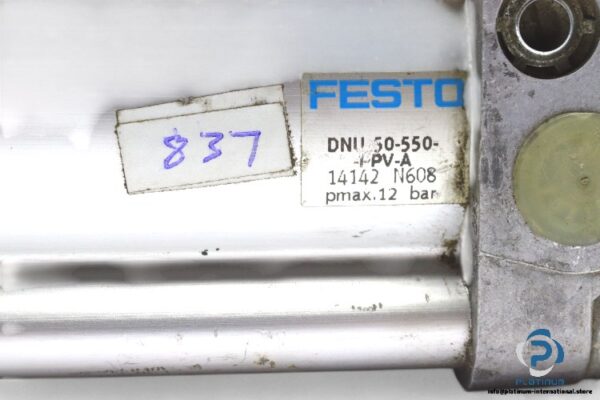 FESTO
DNU 50-550-
PPV-A
14142 N608
pmax.12 bar
837
PLATINUM
info@platinum-international.store